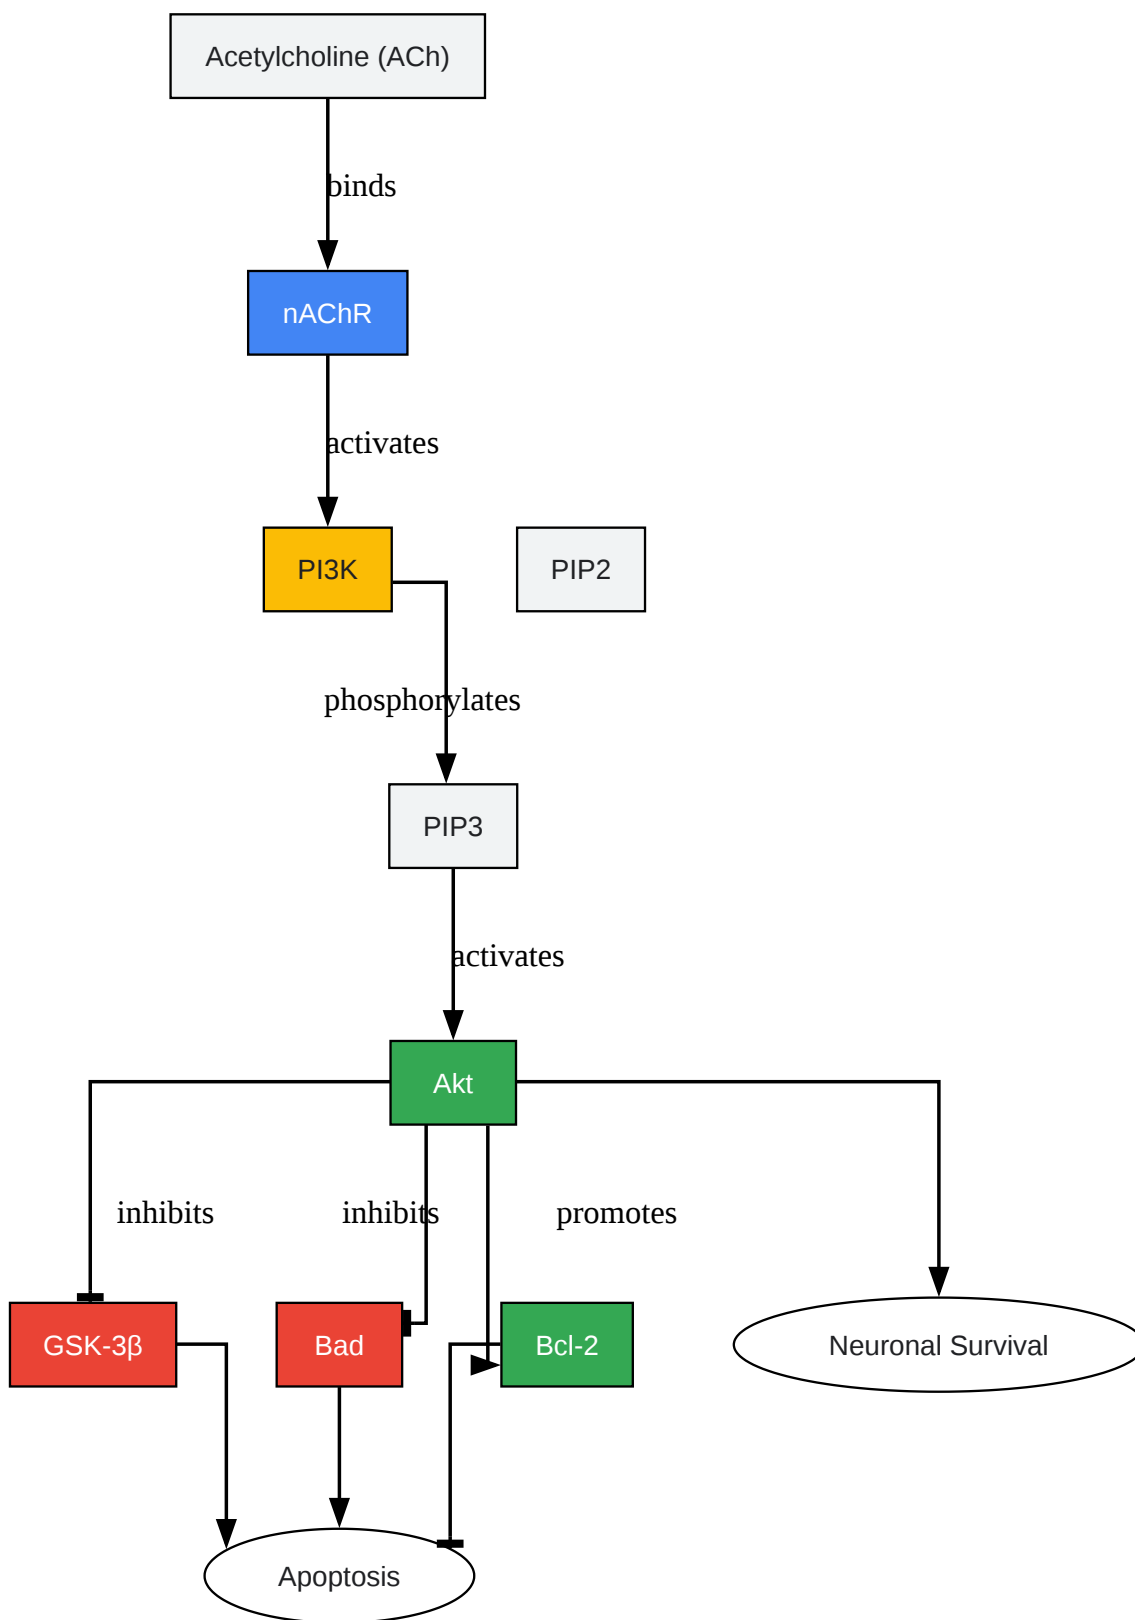 Acetylcholine (ACh)
binds
nAChR
activates
PI3K
PIP2
phosphorylates
PIP3
activates
Akt
inhibits
inhibits
promotes
GSK-3β
Bad
Bcl-2
Neuronal Survival
Apoptosis